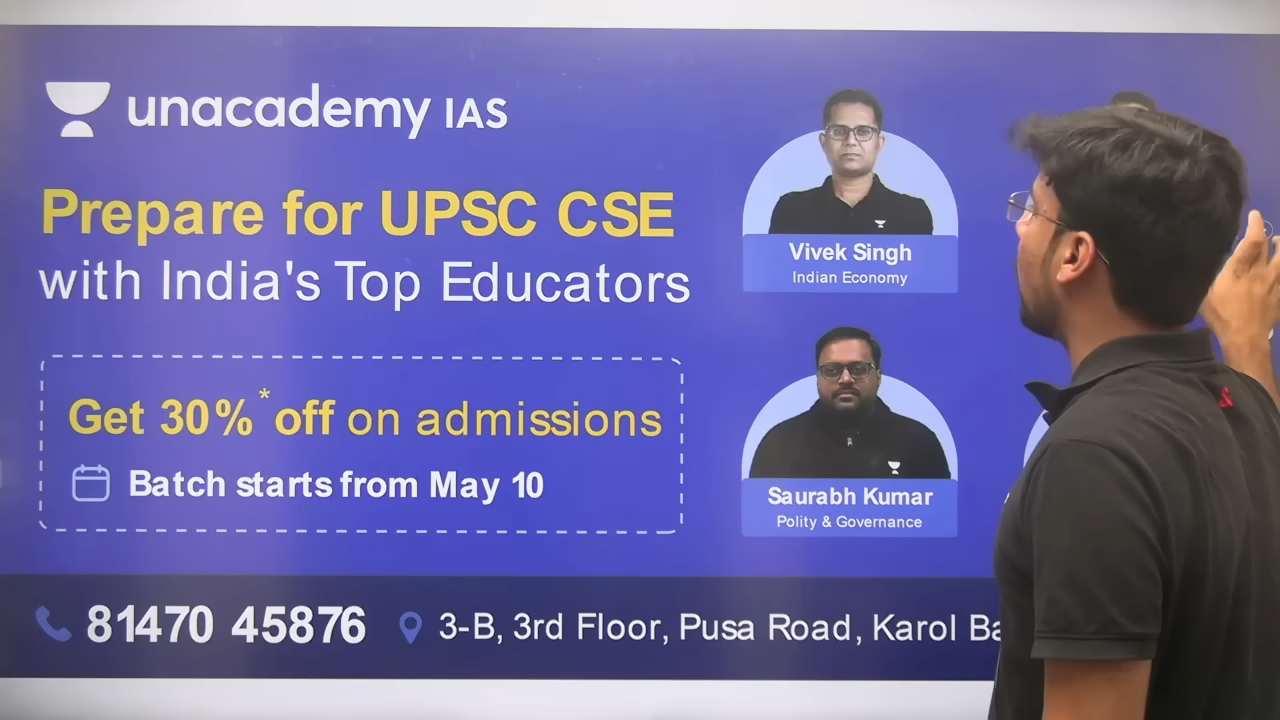 unacademy IAS
Prepare for UPSC CSE
with India's Top Educators
Get 30%* off on admissions
Batch starts from May 10
Vivek Singh
Indian Economy
Saurabh Kumar
Polity & Governance
81470 45876
3-B, 3rd Floor, Pusa Road, Karol Ba